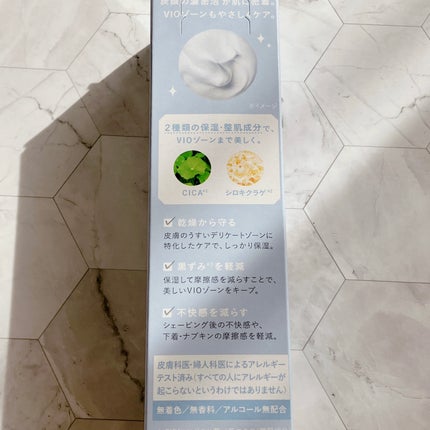 炭酸の濃密泡が肌に密着。
VIOゾーンもやさしくケア。
※イメージ
2種類の保湿・整肌成分で、
VIOゾーンまで美しく。
CICA※1
シロキクラゲ※2
乾燥から守る
皮膚のうすいデリケートゾーンに
特化したケアで、しっかり保湿。
黒ずみ※3を軽減
保湿して摩擦感を減らすことで、
美しいVIOゾーンをキープ。
不快感を減らす
シェービング後の不快感や、
下着・ナプキンの摩擦感を軽減。
皮膚科医・婦人科医によるアレルギー
テスト済み(すべての人にアレルギーが
起こらないというわけではありません)
無着色/無香料/アルコール無配合